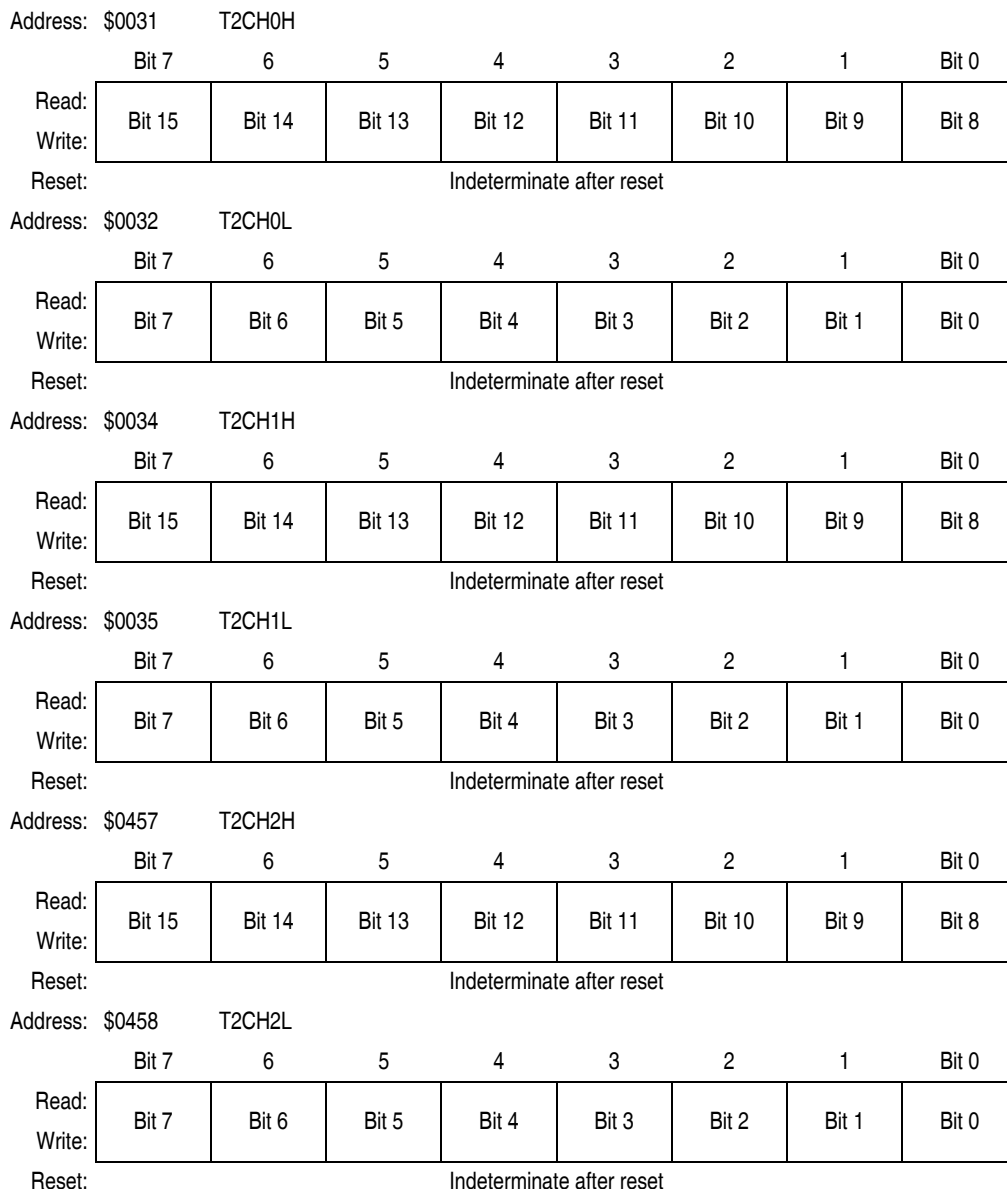 Address: $0031 T2CH0H
Bit 7 6 5 4 3 2 1 Bit 0
Read:
Bit 15 Bit 14 Bit 13 Bit 12 Bit 11 Bit 10 Bit 9 Bit 8
Write:
Reset: Indeterminate after reset
Address: $0032 T2CH0L
Bit 7 6 5 4 3 2 1 Bit 0
Read:
Bit 7 Bit 6 Bit 5 Bit 4 Bit 3 Bit 2 Bit 1 Bit 0
Write:
Reset: Indeterminate after reset
Address: $0034 T2CH1H
Bit 7 6 5 4 3 2 1 Bit 0
Read:
Bit 15 Bit 14 Bit 13 Bit 12 Bit 11 Bit 10 Bit 9 Bit 8
Write:
Reset: Indeterminate after reset
Address: $0035 T2CH1L
Bit 7 6 5 4 3 2 1 Bit 0
Read:
Bit 7 Bit 6 Bit 5 Bit 4 Bit 3 Bit 2 Bit 1 Bit 0
Write:
Reset: Indeterminate after reset
Address: $0457 T2CH2H
Bit 7 6 5 4 3 2 1 Bit 0
Read:
Bit 15 Bit 14 Bit 13 Bit 12 Bit 11 Bit 10 Bit 9 Bit 8
Write:
Reset: Indeterminate after reset
Address: $0458 T2CH2L
Bit 7 6 5 4 3 2 1 Bit 0
Read:
Bit 7 Bit 6 Bit 5 Bit 4 Bit 3 Bit 2 Bit 1 Bit 0
Write:
Reset: Indeterminate after reset